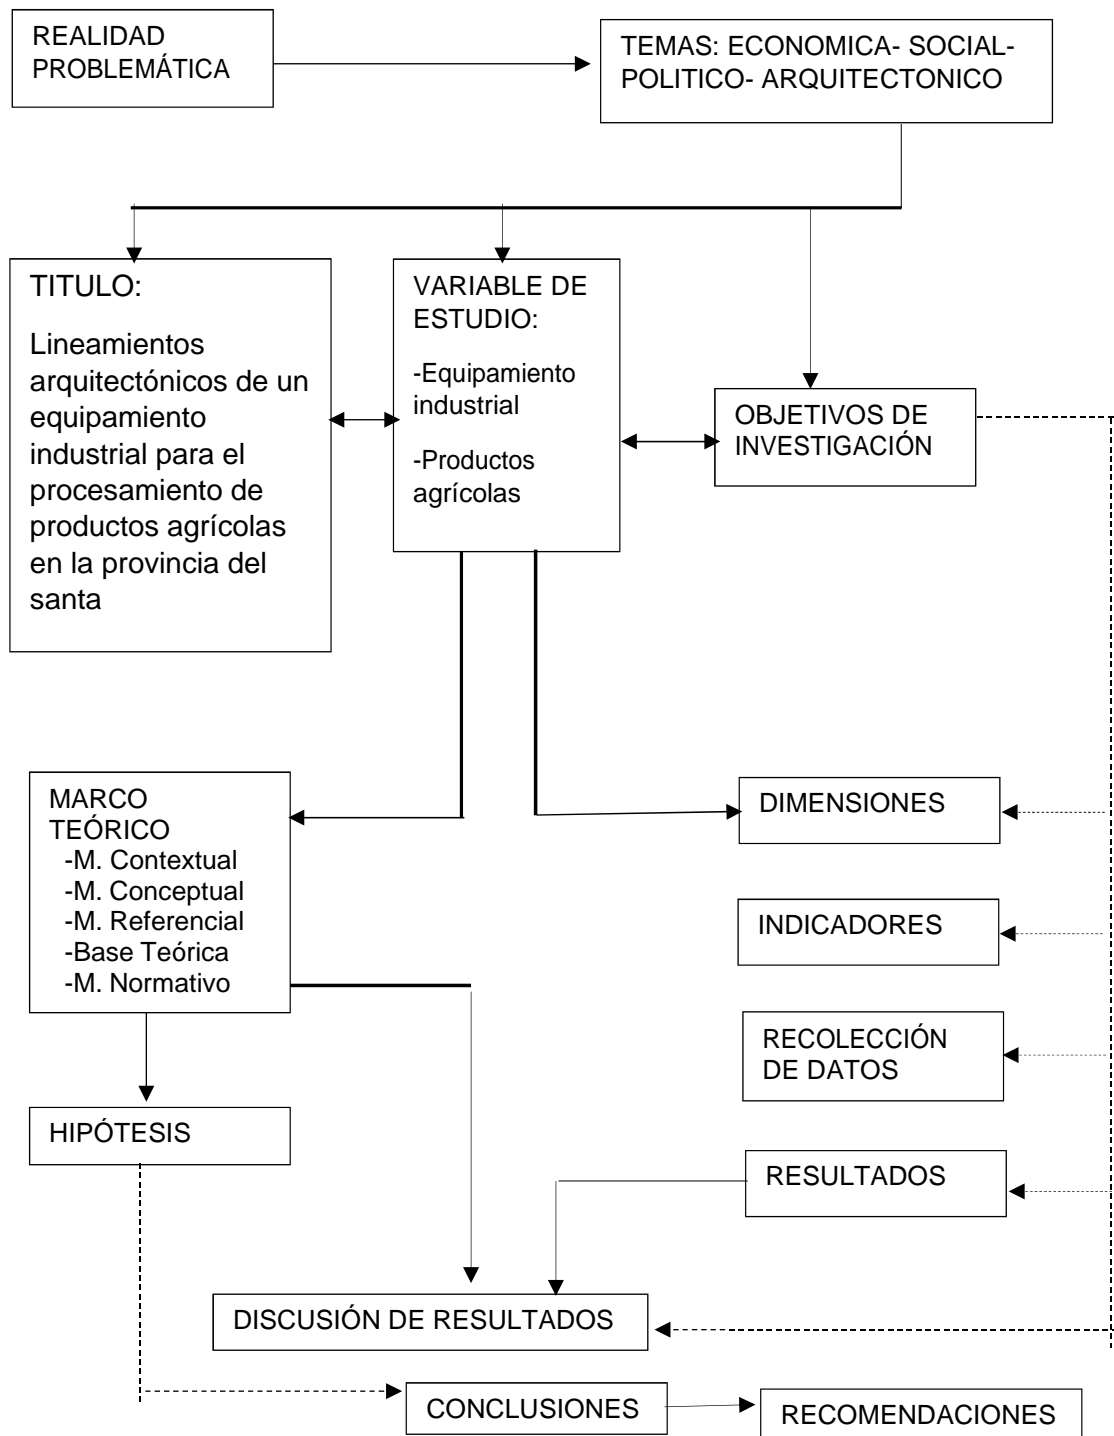 REALIDAD
PROBLEMÁTICA
TEMAS: ECONOMICA- SOCIAL-
POLITICO- ARQUITECTONICO
TITULO:
Lineamientos
arquitectónicos de un
equipamiento
industrial para el
procesamiento de
productos agrícolas
en la provincia del
santa
VARIABLE DE
ESTUDIO:
-Equipamiento
industrial
-Productos
agrícolas
OBJETIVOS DE
INVESTIGACIÓN
MARCO
TEÓRICO
-M. Contextual
-M. Conceptual
-M. Referencial
-Base Teórica
-M. Normativo
DIMENSIONES
INDICADORES
RECOLECCIÓN
DE DATOS
HIPÓTESIS
RESULTADOS
DISCUSIÓN DE RESULTADOS
CONCLUSIONES
RECOMENDACIONES